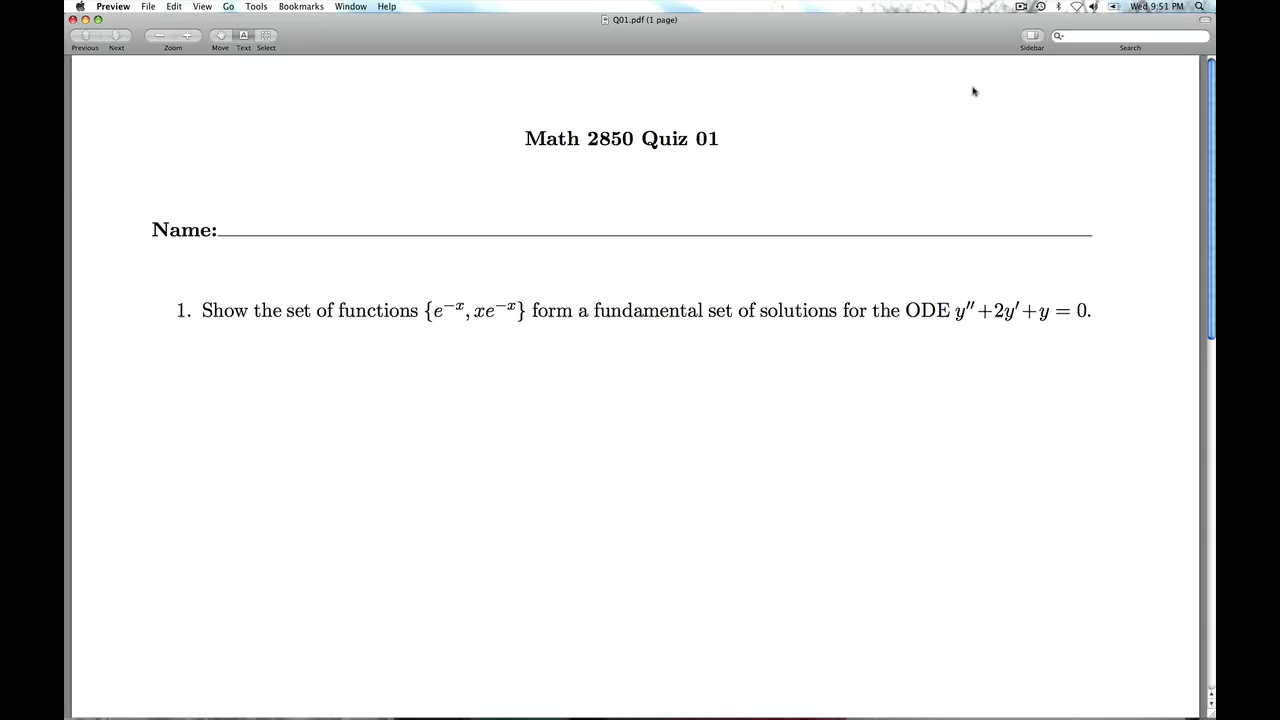 Preview File Edit View Go Tools Bookmarks Window Help Wed 9:51 PM
Q01.pdf (1 page)
Previous Next Zoom Move Text Select Sidebar Search
Math 2850 Quiz 01
Name:
1. Show the set of functions {e⁻ˣ, xe⁻ˣ} form a fundamental set of solutions for the ODE y″+2y′+y = 0.